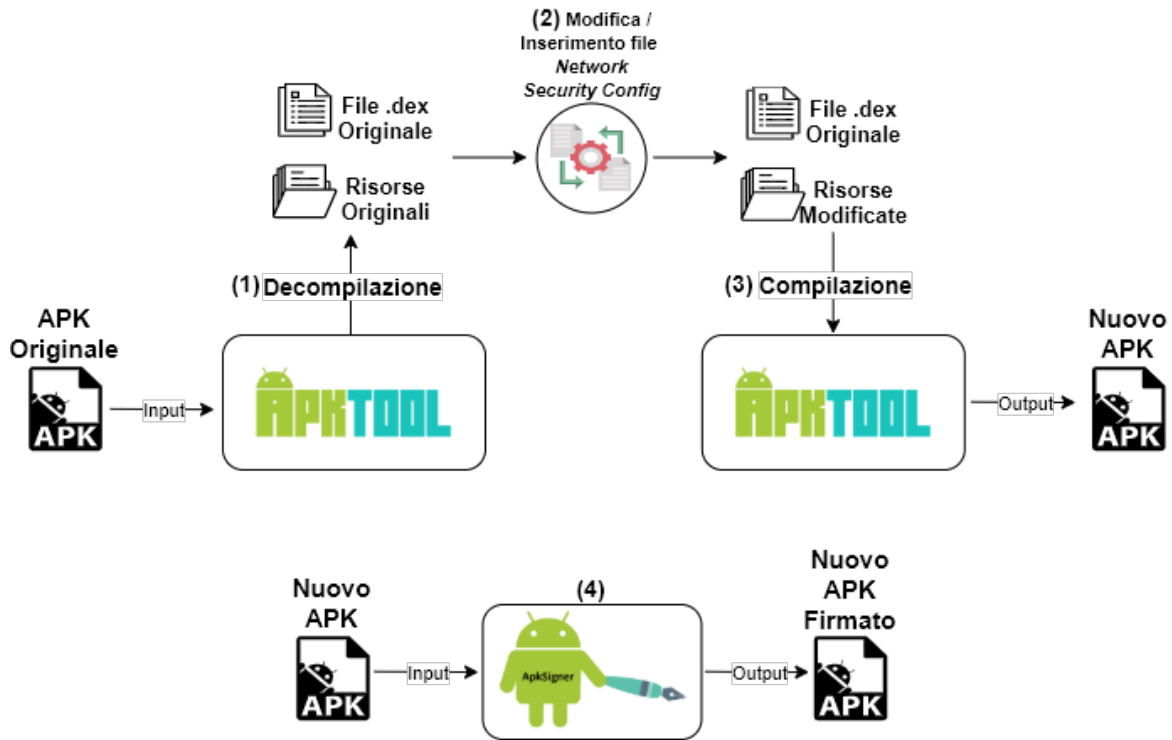 (2) Modifica /
Inserimento file
Network
Security Config
File .dex
Originale
File .dex
Originale
Risorse
Originali
Risorse
Modificate
(1) Decompilazione
(3) Compilazione
APK
Originale
APK
Input
APKTOOL
APKTOOL
Output
Nuovo
APK
APK
Nuovo
APK
APK
Input
(4)
ApkSigner
Output
Nuovo
APK
Firmato
APK